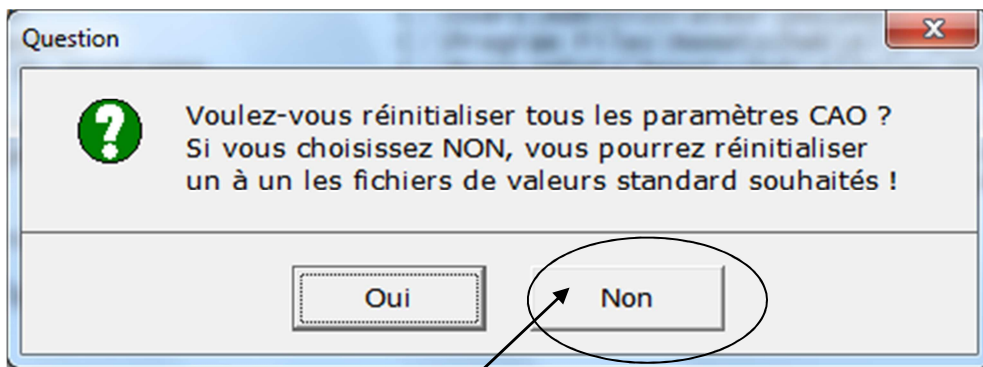 Question
Voulez-vous réinitialiser tous les paramètres CAO ?
Si vous choisissez NON, vous pourrez réinitialiser
un à un les fichiers de valeurs standard souhaités !
Oui
Non